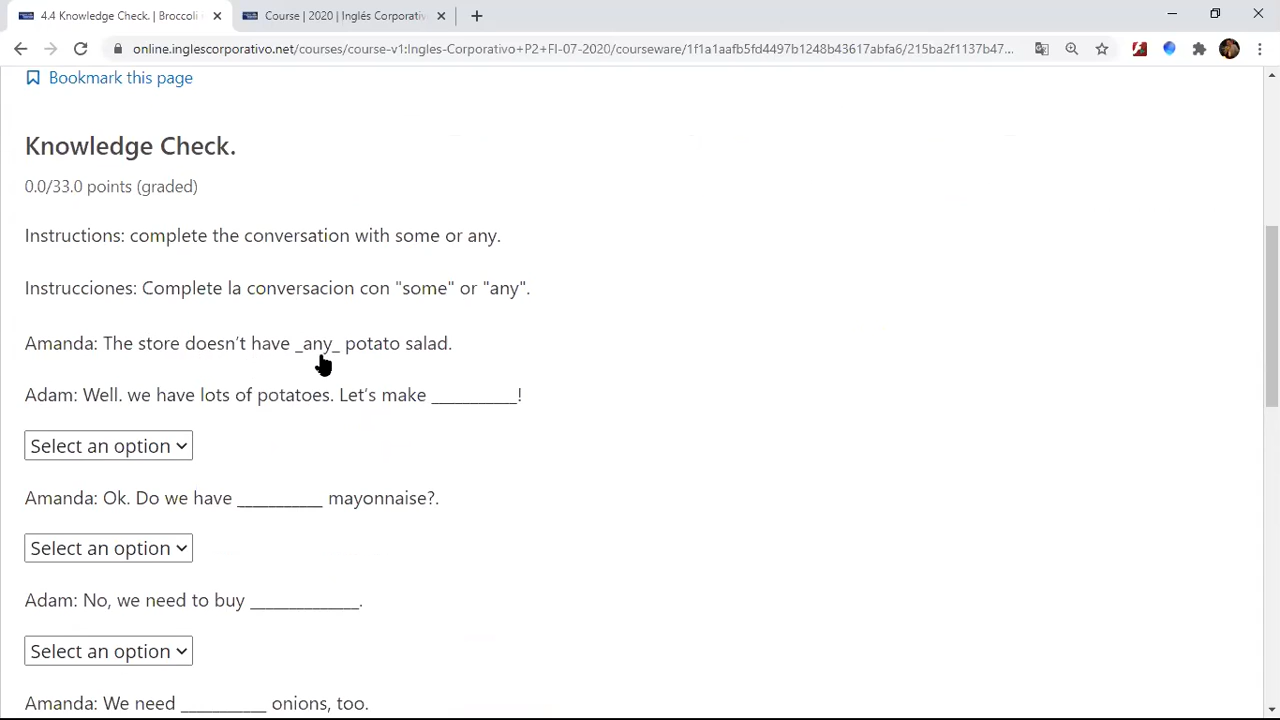 4.4 Knowledge Check. | Broccoli
Course | 2020 | Inglés Corporativ
online.inglescorporativo.net/courses/course-v1:Ingles-Corporativo+P2+FI-07-2020/courseware/1f1a1aafb5fd4497b1248b43617abfa6/215ba2f1137b47...
Bookmark this page
Knowledge Check.
0.0/33.0 points (graded)
Instructions: complete the conversation with some or any.
Instrucciones: Complete la conversacion con "some" or "any".
Amanda: The store doesn't have _any_ potato salad.
Adam: Well. we have lots of potatoes. Let's make ___________!
Select an option
Amanda: Ok. Do we have ___________ mayonnaise?.
Select an option
Adam: No, we need to buy ______________.
Select an option
Amanda: We need ___________ onions, too.